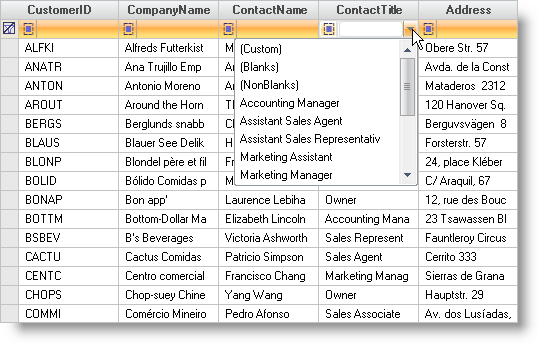 CustomerID CompanyName ContactName ContactTitle Address
(Custom)
(Blanks)
(NonBlanks)
Accounting Manager
Assistant Sales Agent
Assistant Sales Representativ
Marketing Assistant
Marketing Manager
ALFKI Alfreds Futterkist M Obere Str. 57
ANATR Ana Trujillo Emp A Avda. de la Const
ANTON Antonio Moreno A Mataderos 2312
AROUT Around the Horn T 120 Hanover Sq.
BERGS Berglunds snabb C Berguvsvägen 8
BLAUS Blauer See Delik H Forsterstr. 57
BLONP Blondel père et fil F 24, place Kléber
BOLID Bólido Comidas p M C/ Araquil, 67
BONAP Bon app' Laurence Lebiha Owner 12, rue des Bouc
BOTTM Bottom-Dollar Ma Elizabeth Lincoln Accounting Mana 23 Tsawassen Bl
BSBEV B's Beverages Victoria Ashworth Sales Represent Fauntleroy Circus
CACTU Cactus Comidas Patricio Simpson Sales Agent Cerrito 333
CENTC Centro comercial Francisco Chang Marketing Manag Sierras de Grana
CHOPS Chop-suey Chine Yang Wang Owner Hauptstr. 29
COMMI Comércio Mineiro Pedro Afonso Sales Associate Av. dos Lusíadas,